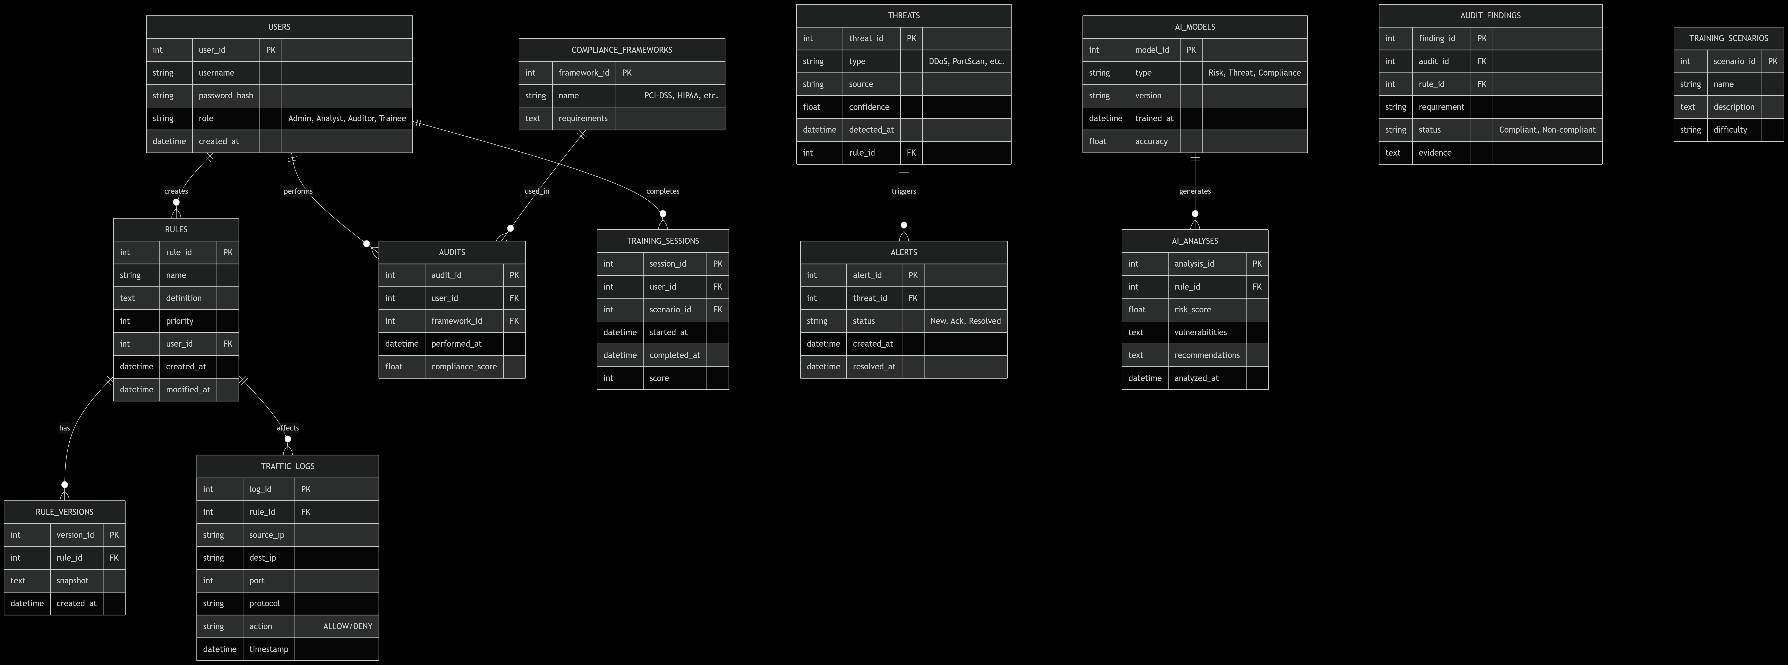 USERS
int user_id PK
string username
string password_hash
string role Admin, Analyst, Auditor, Trainee
datetime created_at
COMPLIANCE_FRAMEWORKS
int framework_id PK
string name PCI-DSS, HIPAA, etc.
text requirements
THREATS
int threat_id PK
string type DDoS, PortScan, etc.
string source
float confidence
datetime detected_at
int rule_id FK
AI_MODELS
int model_id PK
string type Risk, Threat, Compliance
string version
datetime trained_at
float accuracy
AUDIT_FINDINGS
int finding_id PK
int audit_id FK
int rule_id FK
string requirement
string status Compliant, Non-compliant
text evidence
TRAINING_SCENARIOS
int scenario_id PK
string name
text description
string difficulty
creates
performs
used_in
completes
triggers
generates
RULES
int rule_id PK
string name
text definition
int priority
int user_id FK
datetime created_at
datetime modified_at
AUDITS
int audit_id PK
int user_id FK
int framework_id FK
datetime performed_at
float compliance_score
TRAINING_SESSIONS
int session_id PK
int user_id FK
int scenario_id FK
datetime started_at
datetime completed_at
int score
ALERTS
int alert_id PK
int threat_id FK
string status New, Ack, Resolved
datetime created_at
datetime resolved_at
AI_ANALYSES
int analysis_id PK
int rule_id FK
float risk_score
text vulnerabilities
text recommendations
datetime analyzed_at
has
affects
RULE_VERSIONS
int version_id PK
int rule_id FK
text snapshot
datetime created_at
TRAFFIC_LOGS
int log_id PK
int rule_id FK
string source_ip
string dest_ip
int port
string protocol
string action ALLOW/DENY
datetime timestamp